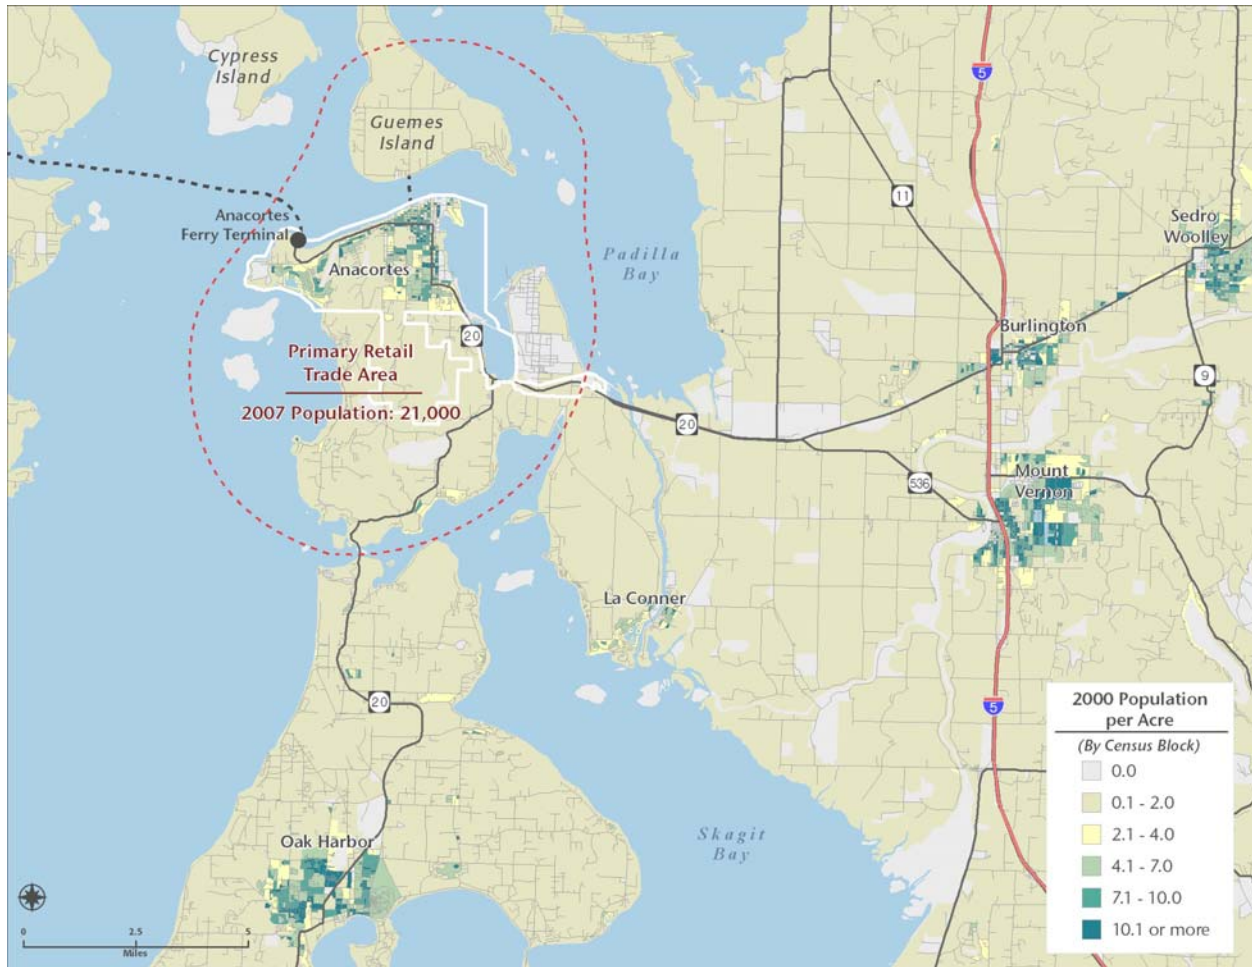 Cypress
Island
Guemes
Island
5
11
Sedro
Woolley
Anacortes
Ferry Terminal
Padilla
Bay
Anacortes
20
Burlington
Primary Retail
Trade Area
2007 Population: 21,000
9
20
536
Mount
Vernon
La Conner
20
5
2000 Population
per Acre
(By Census Block)
0.0
0.1 - 2.0
2.1 - 4.0
4.1 - 7.0
7.1 - 10.0
10.1 or more
Skagit
Bay
Oak Harbor
0 2.5 5
Miles